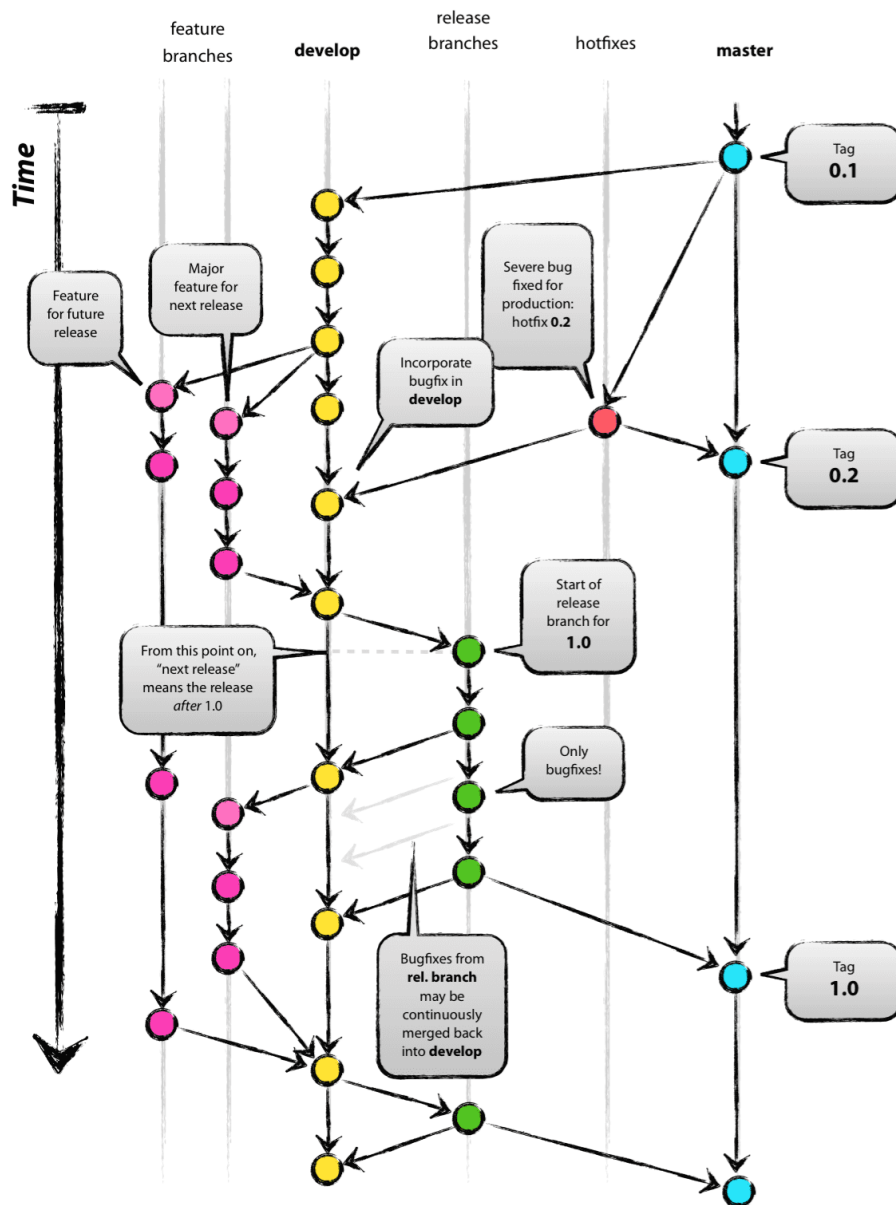 feature
branches
develop
release
branches
hotfixes
master
Time
Tag
0.1
Major
feature for
next release
Severe bug
fixed for
production:
hotfix 0.2
Feature
for future
release
Incorporate
bugfix in
develop
Tag
0.2
Start of
release
branch for
1.0
From this point on,
“next release”
means the release
after 1.0
Only
bugfixes!
Bugfixes from
rel. branch
may be
continuously
merged back
into develop
Tag
1.0